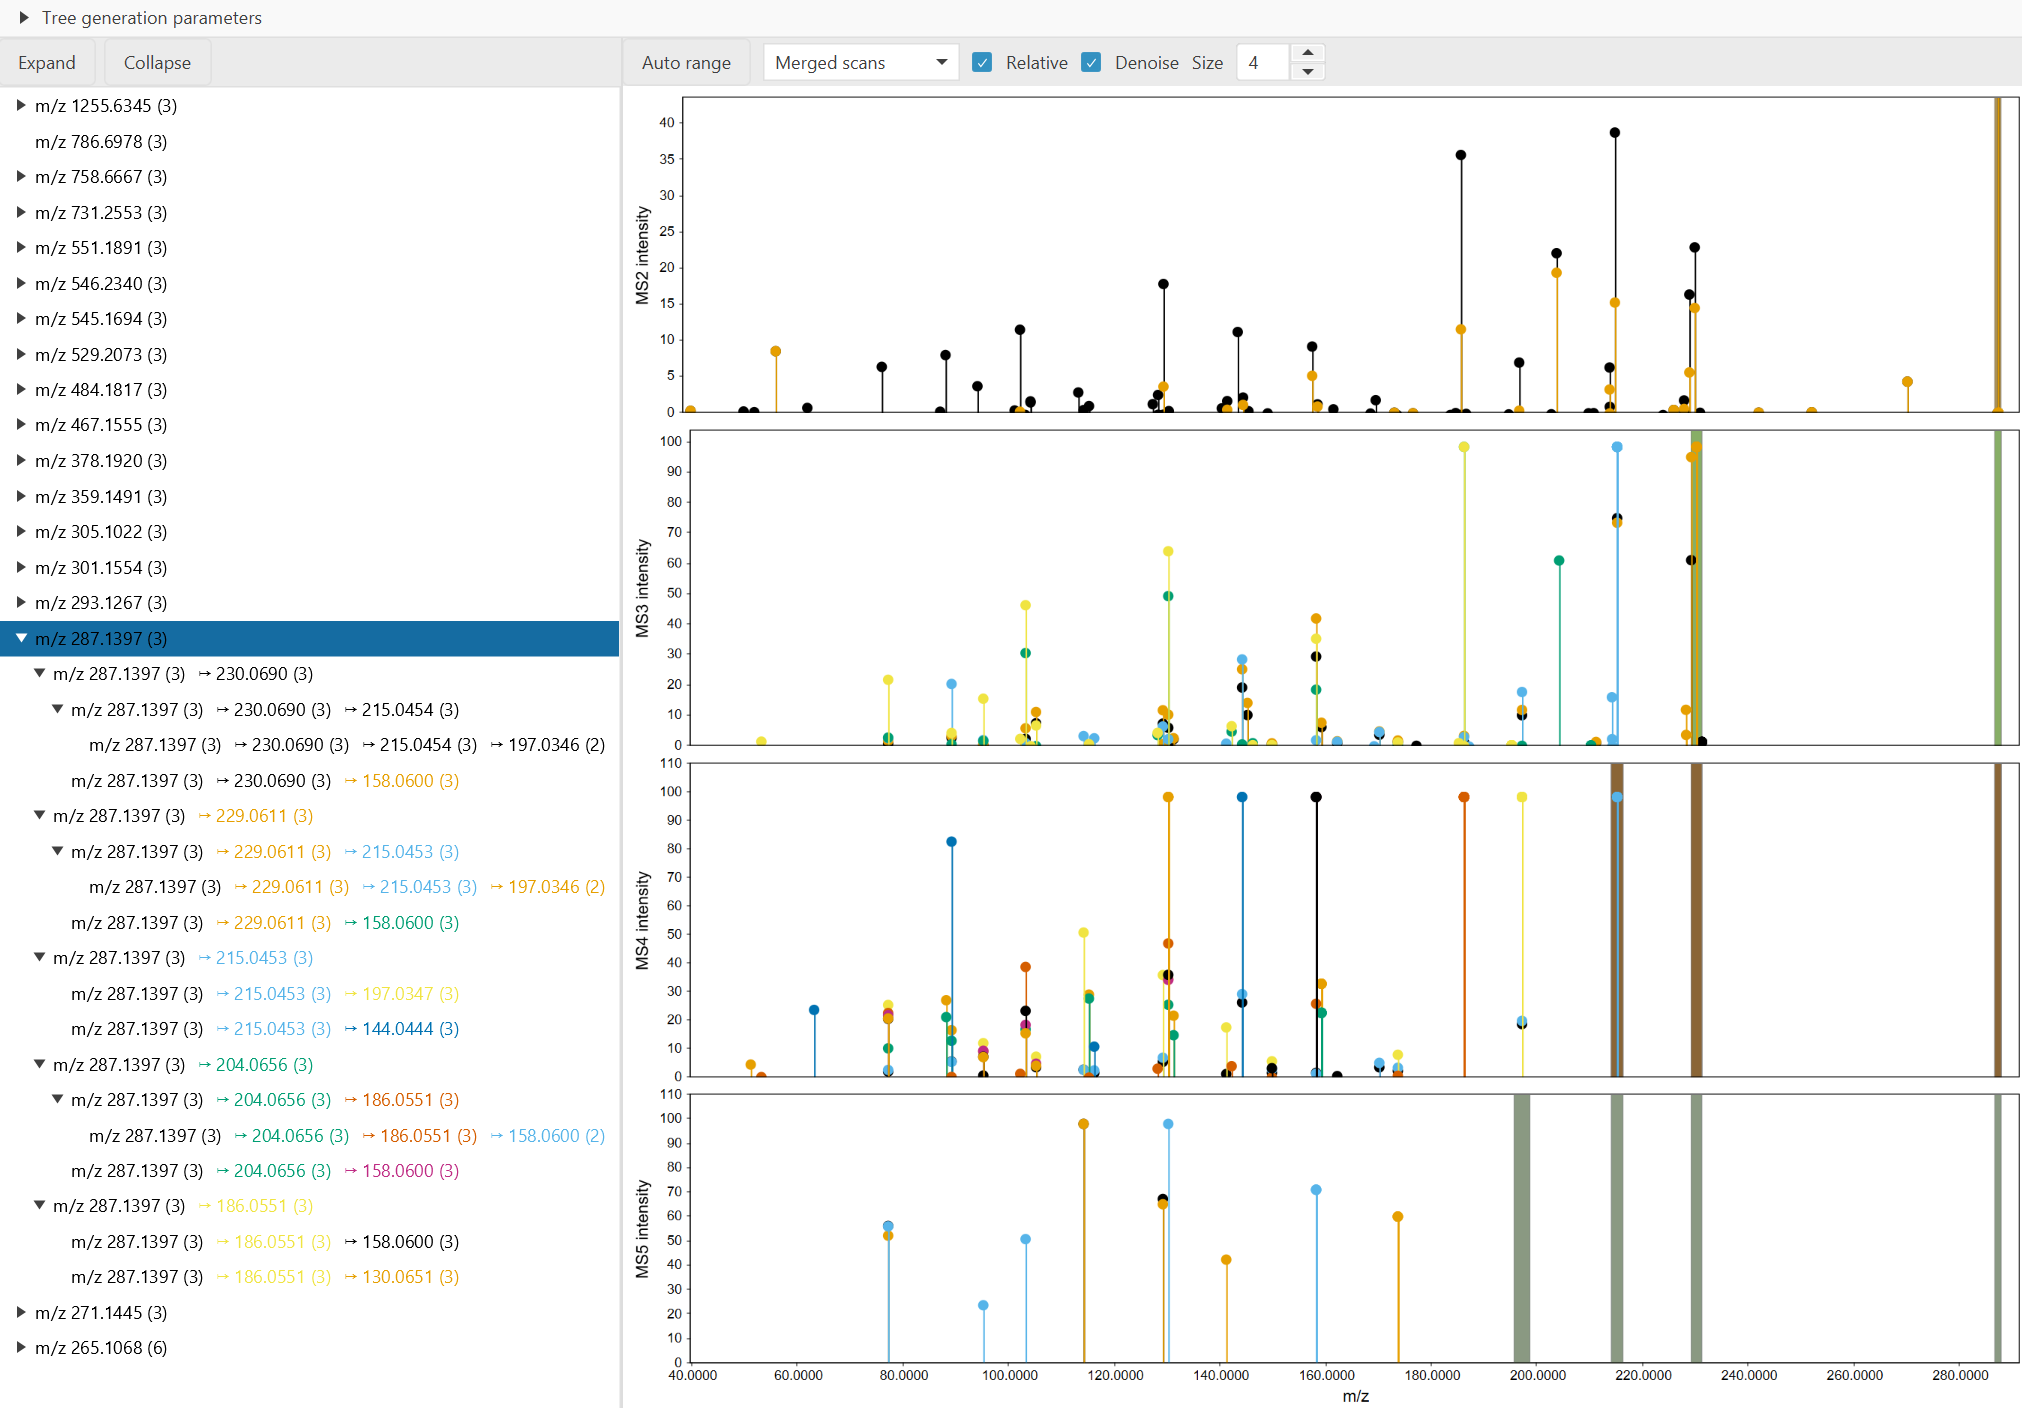 Tree generation parameters
Expand Collapse
Auto range Merged scans Relative Denoise Size 4
m/z 1255.6345 (3)
m/z 786.6978 (3)
m/z 758.6667 (3)
m/z 731.2553 (3)
m/z 551.1891 (3)
m/z 546.2340 (3)
m/z 545.1694 (3)
m/z 529.2073 (3)
m/z 484.1817 (3)
m/z 467.1555 (3)
m/z 378.1920 (3)
m/z 359.1491 (3)
m/z 305.1022 (3)
m/z 301.1554 (3)
m/z 293.1267 (3)
m/z 287.1397 (3)
m/z 287.1397 (3) ↦ 230.0690 (3)
m/z 287.1397 (3) ↦ 230.0690 (3) ↦ 215.0454 (3)
m/z 287.1397 (3) ↦ 230.0690 (3) ↦ 215.0454 (3) ↦ 197.0346 (2)
m/z 287.1397 (3) ↦ 230.0690 (3) ↦ 158.0600 (3)
m/z 287.1397 (3) ↦ 229.0611 (3)
m/z 287.1397 (3) ↦ 229.0611 (3) ↦ 215.0453 (3)
m/z 287.1397 (3) ↦ 229.0611 (3) ↦ 215.0453 (3) ↦ 197.0346 (2)
m/z 287.1397 (3) ↦ 229.0611 (3) ↦ 158.0600 (3)
m/z 287.1397 (3) ↦ 215.0453 (3)
m/z 287.1397 (3) ↦ 215.0453 (3) ↦ 197.0347 (3)
m/z 287.1397 (3) ↦ 215.0453 (3) ↦ 144.0444 (3)
m/z 287.1397 (3) ↦ 204.0656 (3)
m/z 287.1397 (3) ↦ 204.0656 (3) ↦ 186.0551 (3)
m/z 287.1397 (3) ↦ 204.0656 (3) ↦ 186.0551 (3) ↦ 158.0600 (2)
m/z 287.1397 (3) ↦ 204.0656 (3) ↦ 158.0600 (3)
m/z 287.1397 (3) ↦ 186.0551 (3)
m/z 287.1397 (3) ↦ 186.0551 (3) ↦ 158.0600 (3)
m/z 287.1397 (3) ↦ 186.0551 (3) ↦ 130.0651 (3)
m/z 271.1445 (3)
m/z 265.1068 (6)
MS2 intensity
40
35
30
25
20
15
10
5
0
MS3 intensity
100
90
80
70
60
50
40
30
20
10
0
MS4 intensity
110
100
90
80
70
60
50
40
30
20
10
0
MS5 intensity
110
100
90
80
70
60
50
40
30
20
10
0
40.0000 60.0000 80.0000 100.0000 120.0000 140.0000 160.0000 180.0000 200.0000 220.0000 240.0000 260.0000 280.0000
m/z